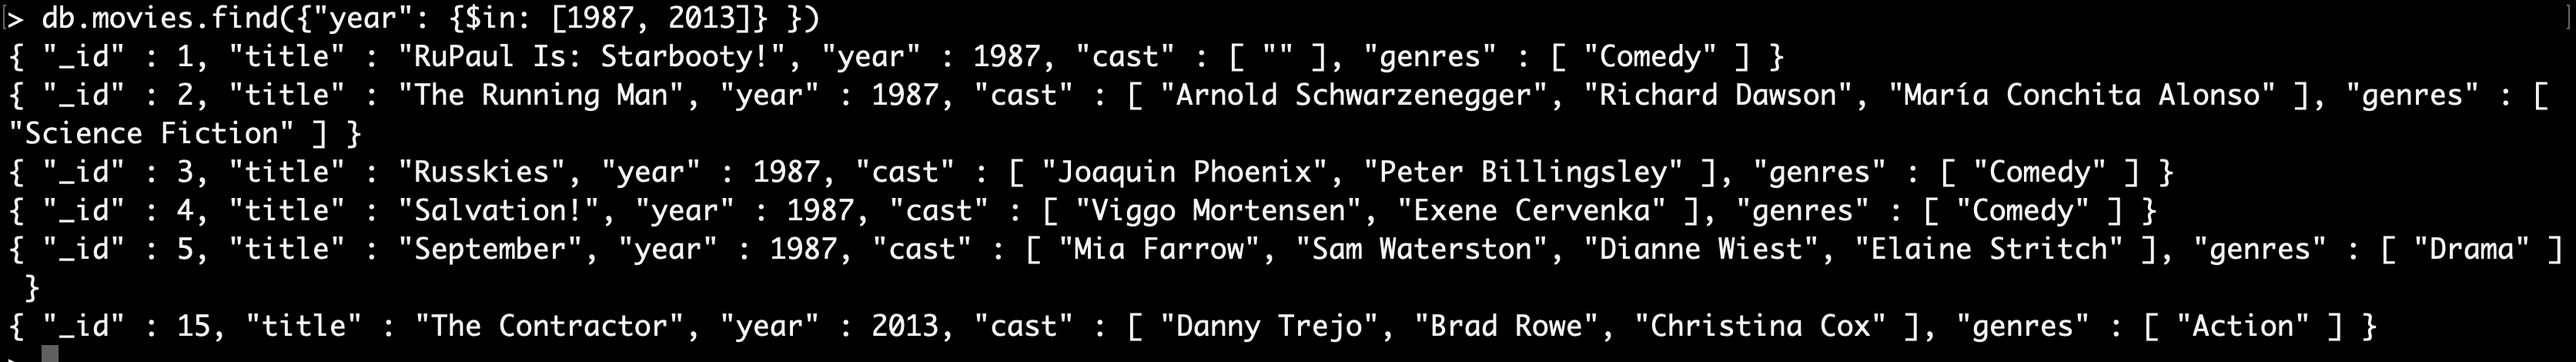 > db.movies.find({"year": {$in: [1987, 2013]} })
{ "_id" : 1, "title" : "RuPaul Is: Starbooty!", "year" : 1987, "cast" : [ "" ], "genres" : [ "Comedy" ] }
{ "_id" : 2, "title" : "The Running Man", "year" : 1987, "cast" : [ "Arnold Schwarzenegger", "Richard Dawson", "María Conchita Alonso" ], "genres" : [
"Science Fiction" ] }
{ "_id" : 3, "title" : "Russkies", "year" : 1987, "cast" : [ "Joaquin Phoenix", "Peter Billingsley" ], "genres" : [ "Comedy" ] }
{ "_id" : 4, "title" : "Salvation!", "year" : 1987, "cast" : [ "Viggo Mortensen", "Exene Cervenka" ], "genres" : [ "Comedy" ] }
{ "_id" : 5, "title" : "September", "year" : 1987, "cast" : [ "Mia Farrow", "Sam Waterston", "Dianne Wiest", "Elaine Stritch" ], "genres" : [ "Drama" ]
}
{ "_id" : 15, "title" : "The Contractor", "year" : 2013, "cast" : [ "Danny Trejo", "Brad Rowe", "Christina Cox" ], "genres" : [ "Action" ] }
>